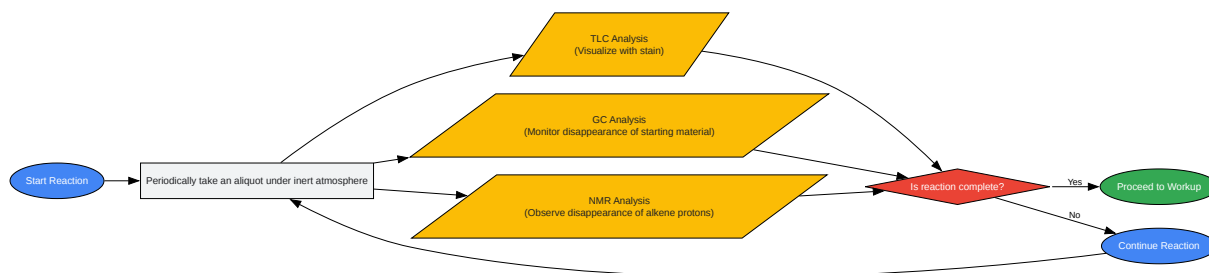 TLC Analysis
(Visualize with stain)
GC Analysis
(Monitor disappearance of starting material)
Start Reaction
Periodically take an aliquot under inert atmosphere
NMR Analysis
(Observe disappearance of alkene protons)
Is reaction complete?
Yes
Proceed to Workup
No
Continue Reaction